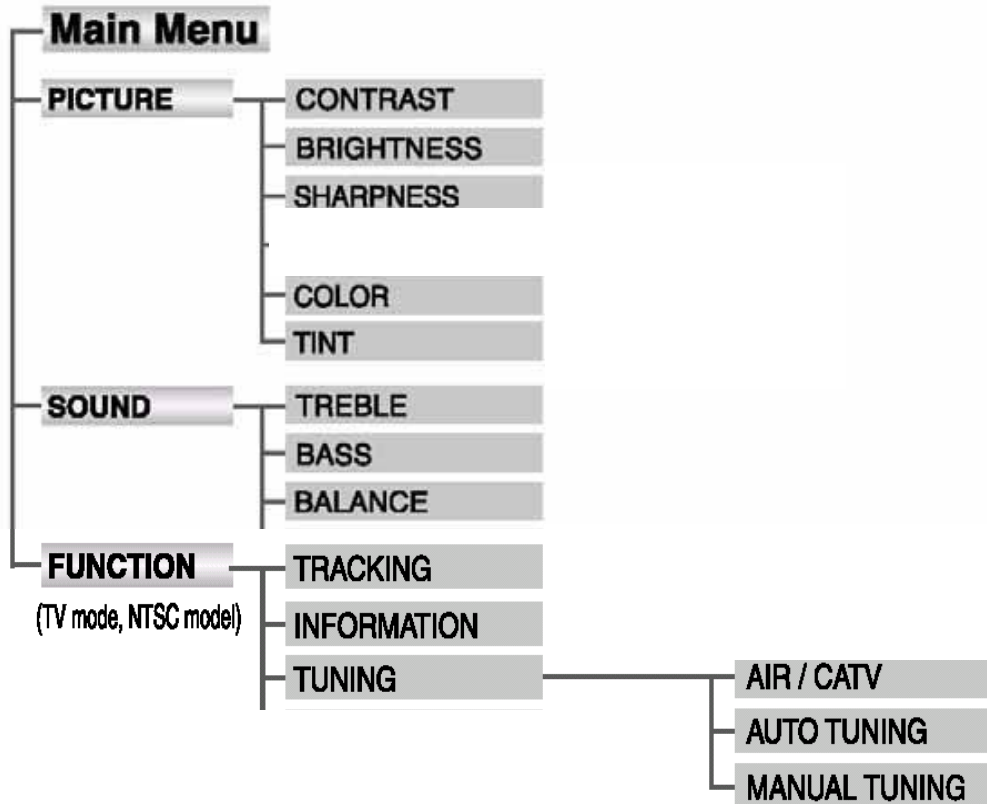 Main Menu
PICTURE
CONTRAST
BRIGHTNESS
SHARPNESS
COLOR
TINT
SOUND
TREBLE
BASS
BALANCE
FUNCTION
(TV mode, NTSC model)
TRACKING
INFORMATION
TUNING
AIR / CATV
AUTO TUNING
MANUAL TUNING